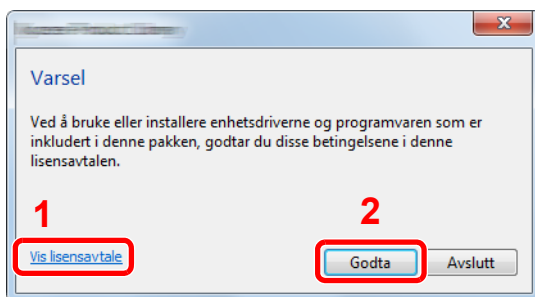 Varsel
Ved å bruke eller installere enhetsdriverne og programvaren som er
inkludert i denne pakken, godtar du disse betingelsene i denne
lisensavtalen.
1
2
Vis lisensavtale
Godta
Avslutt